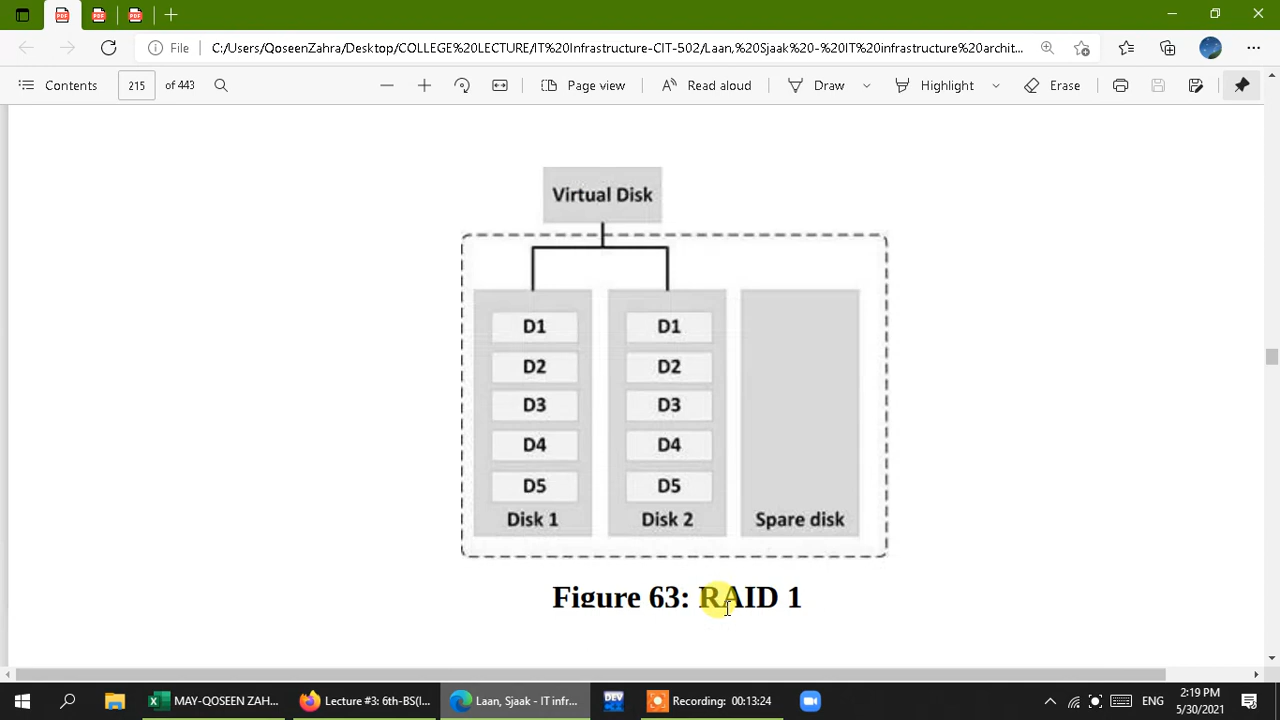 File C:/Users/QoseenZahra/Desktop/COLLEGE%20LECTURE/IT%20Infrastructure-CIT-502/Laan,%20Sjaak%20-%20IT%20infrastructure%20archit...
Contents 215 of 443 Page view Read aloud Draw Highlight Erase
Virtual Disk
D1 D1
D2 D2
D3 D3
D4 D4
D5 D5
Disk 1 Disk 2 Spare disk
Figure 63: RAID 1
MAY-QOSEEN ZAH... Lecture #3: 6th-BS/I... Laan, Sjaak - IT infr... DEV Recording: 00:13:24 ENG 2:19 PM
5/30/2021